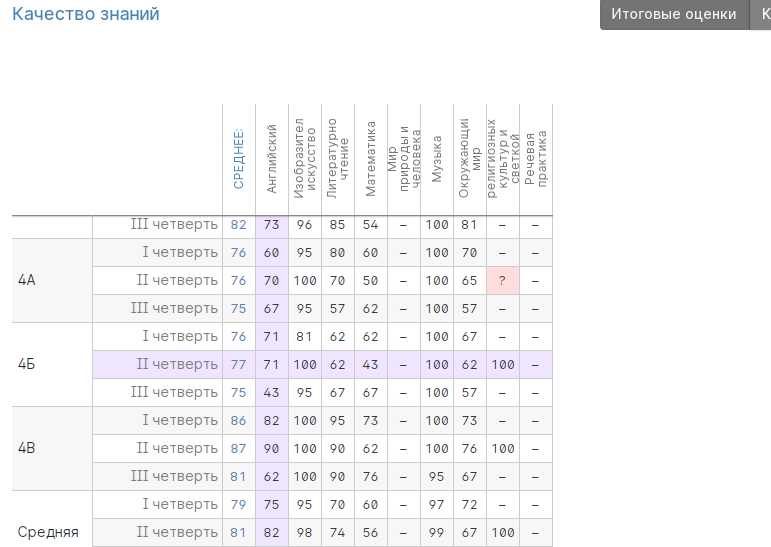 Качество знаний
Итоговые оценки К
СРЕДНЕЕ:
Английский
Изобразител
искусство
Литературно
чтение
Математика
Мир
природы и
человека
Музыка
Окружающи
мир
религиозных
культур и
светской
Речевая
практика
III четверть 82 73 96 85 54 – 100 81 – –
I четверть 76 60 95 80 60 – 100 70 – –
4А II четверть 76 70 100 70 50 – 100 65 ? –
III четверть 75 67 95 57 62 – 100 57 – –
I четверть 76 71 81 62 62 – 100 67 – –
4Б II четверть 77 71 100 62 43 – 100 62 100 –
III четверть 75 43 95 67 67 – 100 57 – –
I четверть 86 82 100 95 73 – 100 73 – –
4В II четверть 87 90 100 90 62 – 100 76 100 –
III четверть 81 62 100 90 76 – 95 67 – –
I четверть 79 75 95 70 60 – 97 72 – –
Средняя II четверть 81 82 98 74 56 – 99 67 100 –